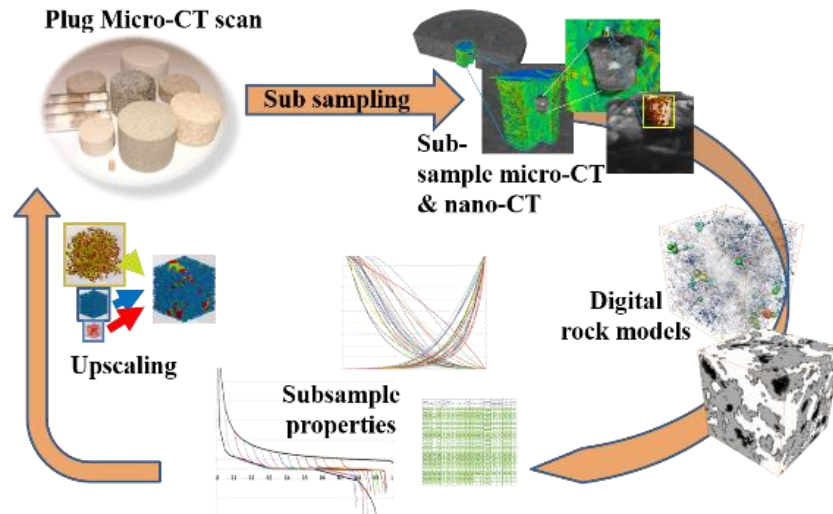 Plug Micro-CT scan
Sub sampling
Sub-
sample micro-CT
& nano-CT
Digital
rock models
Subsample
properties
Upscaling